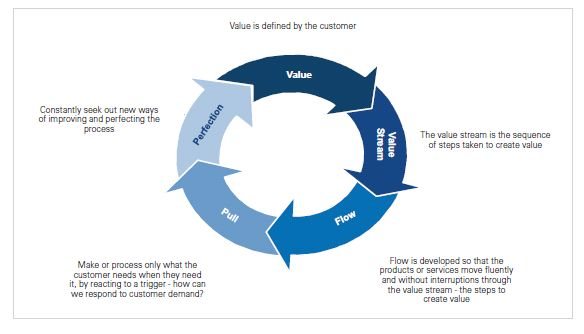 Value is defined by the customer
Value
Value
Stream
The value stream is the sequence
of steps taken to create value
Flow
Flow is developed so that the
products or services move fluently
and without interruptions through
the value stream - the steps to
create value
Pull
Make or process only what the
customer needs when they need
it, by reacting to a trigger - how can
we respond to customer demand?
Perfection
Constantly seek out new ways
of improving and perfecting the
process